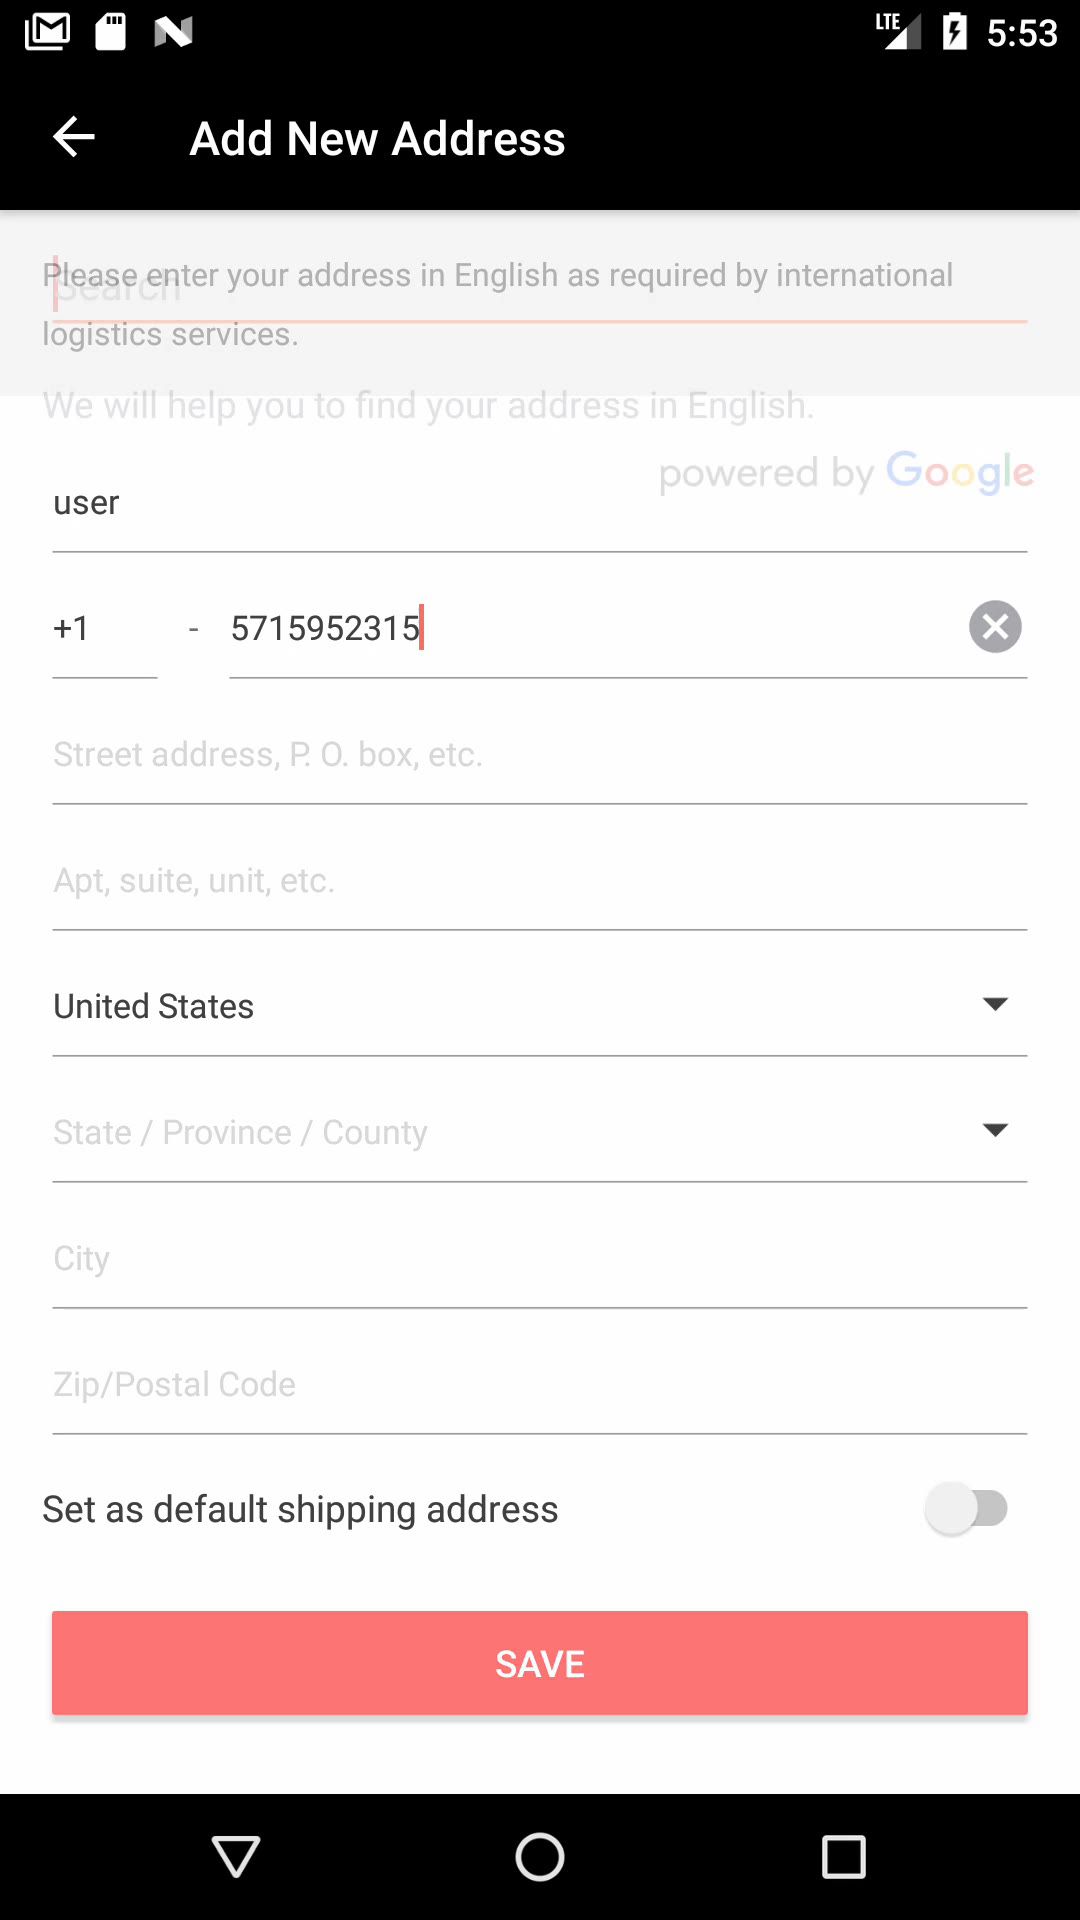 LTE 5:53
Add New Address
Search
Please enter your address in English as required by international
logistics services.
We will help you to find your address in English.
powered by Google
user
+1 - 5715952315
Street address, P. O. box, etc.
Apt, suite, unit, etc.
United States
State / Province / County
City
Zip/Postal Code
Set as default shipping address
SAVE